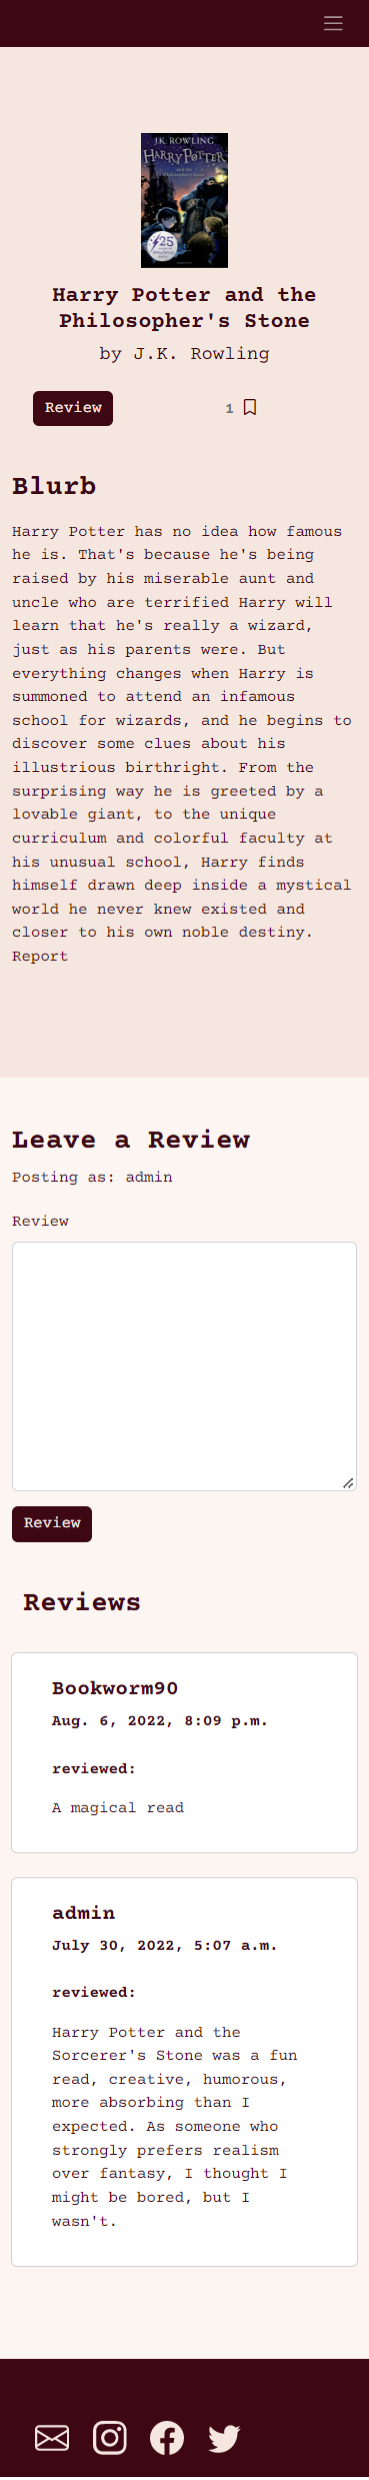 J.K. ROWLING
HARRY POTTER
and the
Philosopher's Stone
25
Harry Potter and the
Philosopher's Stone
by J.K. Rowling
Review
1
Blurb
Harry Potter has no idea how famous
he is. That's because he's being
raised by his miserable aunt and
uncle who are terrified Harry will
learn that he's really a wizard,
just as his parents were. But
everything changes when Harry is
summoned to attend an infamous
school for wizards, and he begins to
discover some clues about his
illustrious birthright. From the
surprising way he is greeted by a
lovable giant, to the unique
curriculum and colorful faculty at
his unusual school, Harry finds
himself drawn deep inside a mystical
world he never knew existed and
closer to his own noble destiny.
Report
Leave a Review
Posting as: admin
Review
Review
Reviews
Bookworm90
Aug. 6, 2022, 8:09 p.m.
reviewed:
A magical read
admin
July 30, 2022, 5:07 a.m.
reviewed:
Harry Potter and the
Sorcerer's Stone was a fun
read, creative, humorous,
more absorbing than I
expected. As someone who
strongly prefers realism
over fantasy, I thought I
might be bored, but I
wasn't.